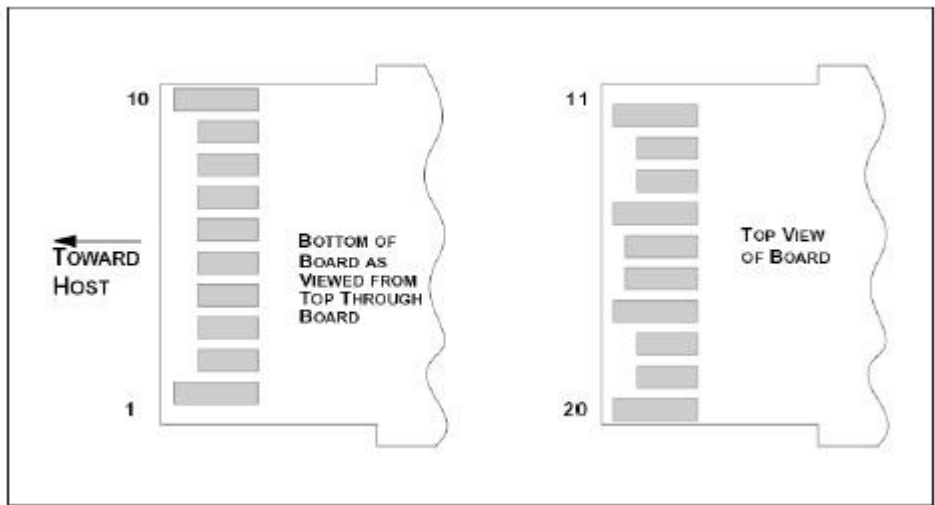 10
1
TOWARD
HOST
BOTTOM OF
BOARD AS
VIEWED FROM
TOP THROUGH
BOARD
11
20
TOP VIEW
OF BOARD